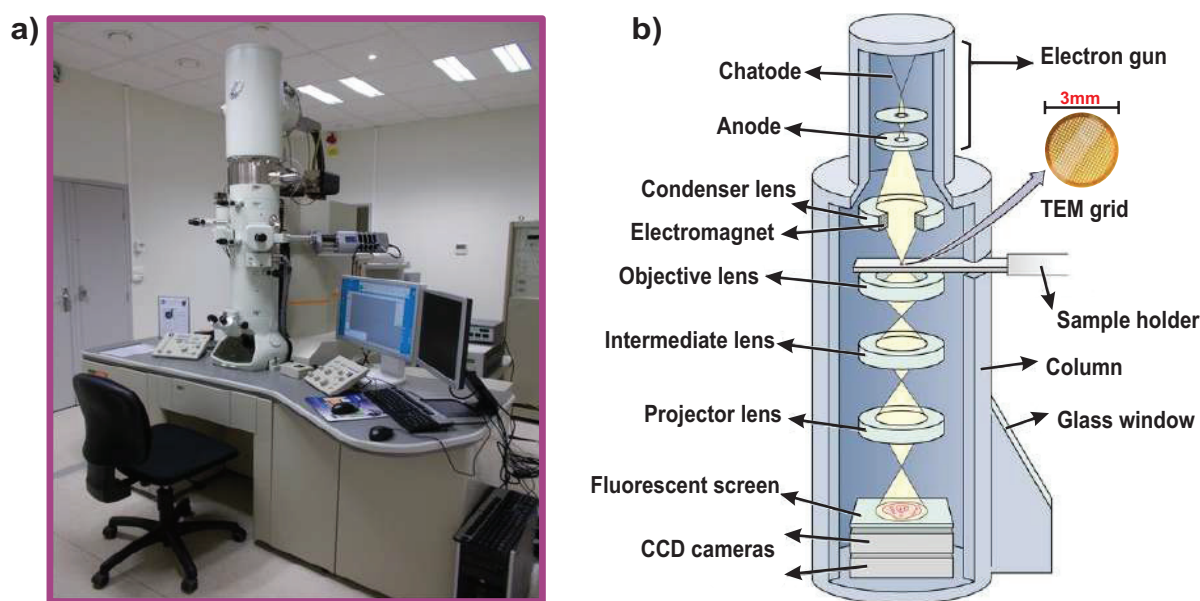 a)
b)
Chatode
Electron gun
3mm
Anode
Condenser lens
TEM grid
Electromagnet
Objective lens
Sample holder
Intermediate lens
Column
Projector lens
Glass window
Fluorescent screen
CCD cameras